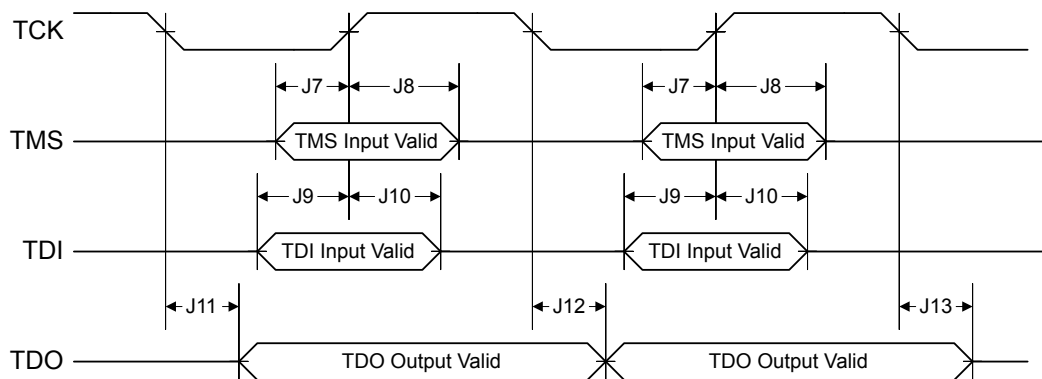 TCK
J7 J8 J7 J8
TMS TMS Input Valid TMS Input Valid
J9 J10 J9 J10
TDI TDI Input Valid TDI Input Valid
J11 J12 J13
TDO TDO Output Valid TDO Output Valid